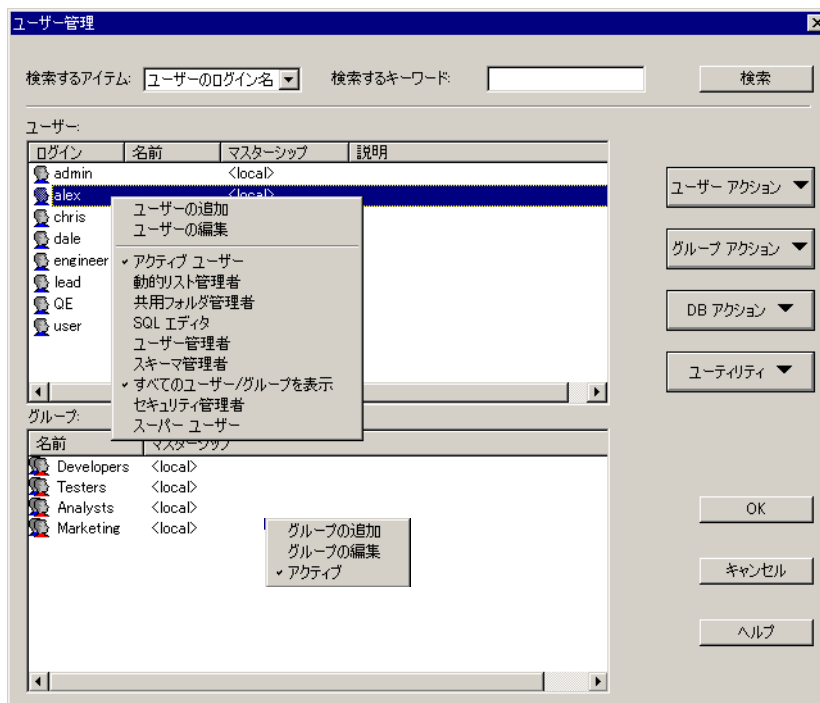 ユーザー管理
検索するアイテム: ユーザーのログイン名 検索するキーワード: 検索
ユーザー:
ログイン 名前 マスターシップ 説明
admin <local>
alex <local>
chris
dale
engineer
lead
QE
user
ユーザーの追加
ユーザーの編集
アクティブ ユーザー
動的リスト管理者
共用フォルダ管理者
SQL エディタ
ユーザー管理者
スキーマ管理者
すべてのユーザー/グループを表示
セキュリティ管理者
スーパー ユーザー
ユーザー アクション
グループ アクション
DB アクション
ユーティリティ
グループ:
名前 マスターシップ
Developers <local>
Testers <local>
Analysts <local>
Marketing <local>
グループの追加
グループの編集
アクティブ
OK
キャンセル
ヘルプ